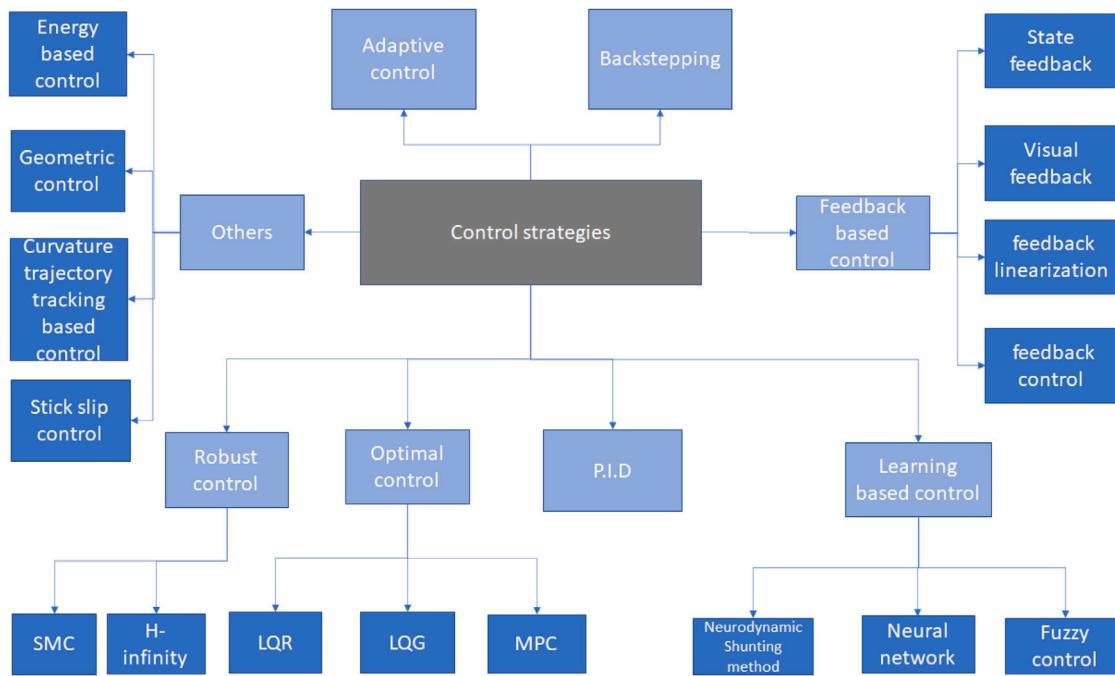 Energy
based
control
Adaptive
control
Backstepping
State
feedback
Geometric
control
Visual
feedback
Others
Control strategies
Feedback
based
control
feedback
linearization
Curvature
trajectory
tracking
based
control
feedback
control
Stick slip
control
Robust
control
Optimal
control
P.I.D
Learning
based control
SMC
H-
infinity
LQR
LQG
MPC
Neurodynamic
Shunting
method
Neural
network
Fuzzy
control